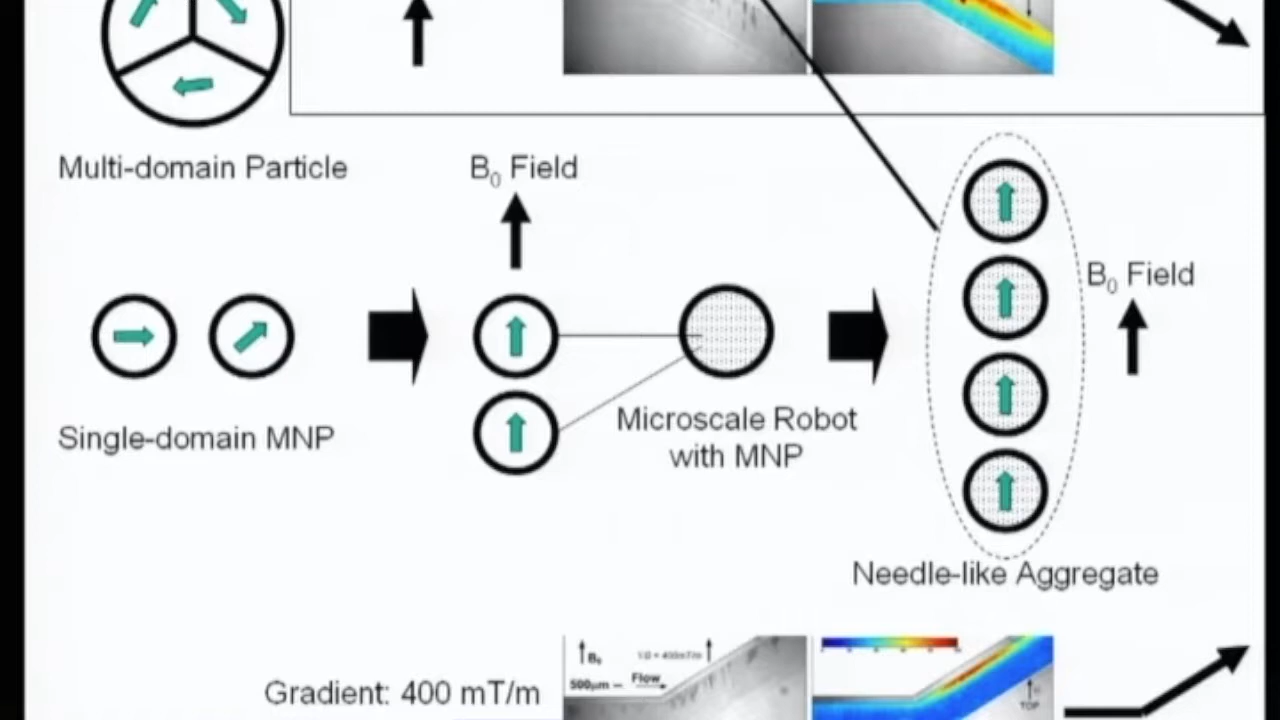 Multi-domain Particle
B₀ Field
B₀ Field
Single-domain MNP
Microscale Robot
with MNP
Needle-like Aggregate
Gradient: 400 mT/m
B₀
500µm
Flow
TOP